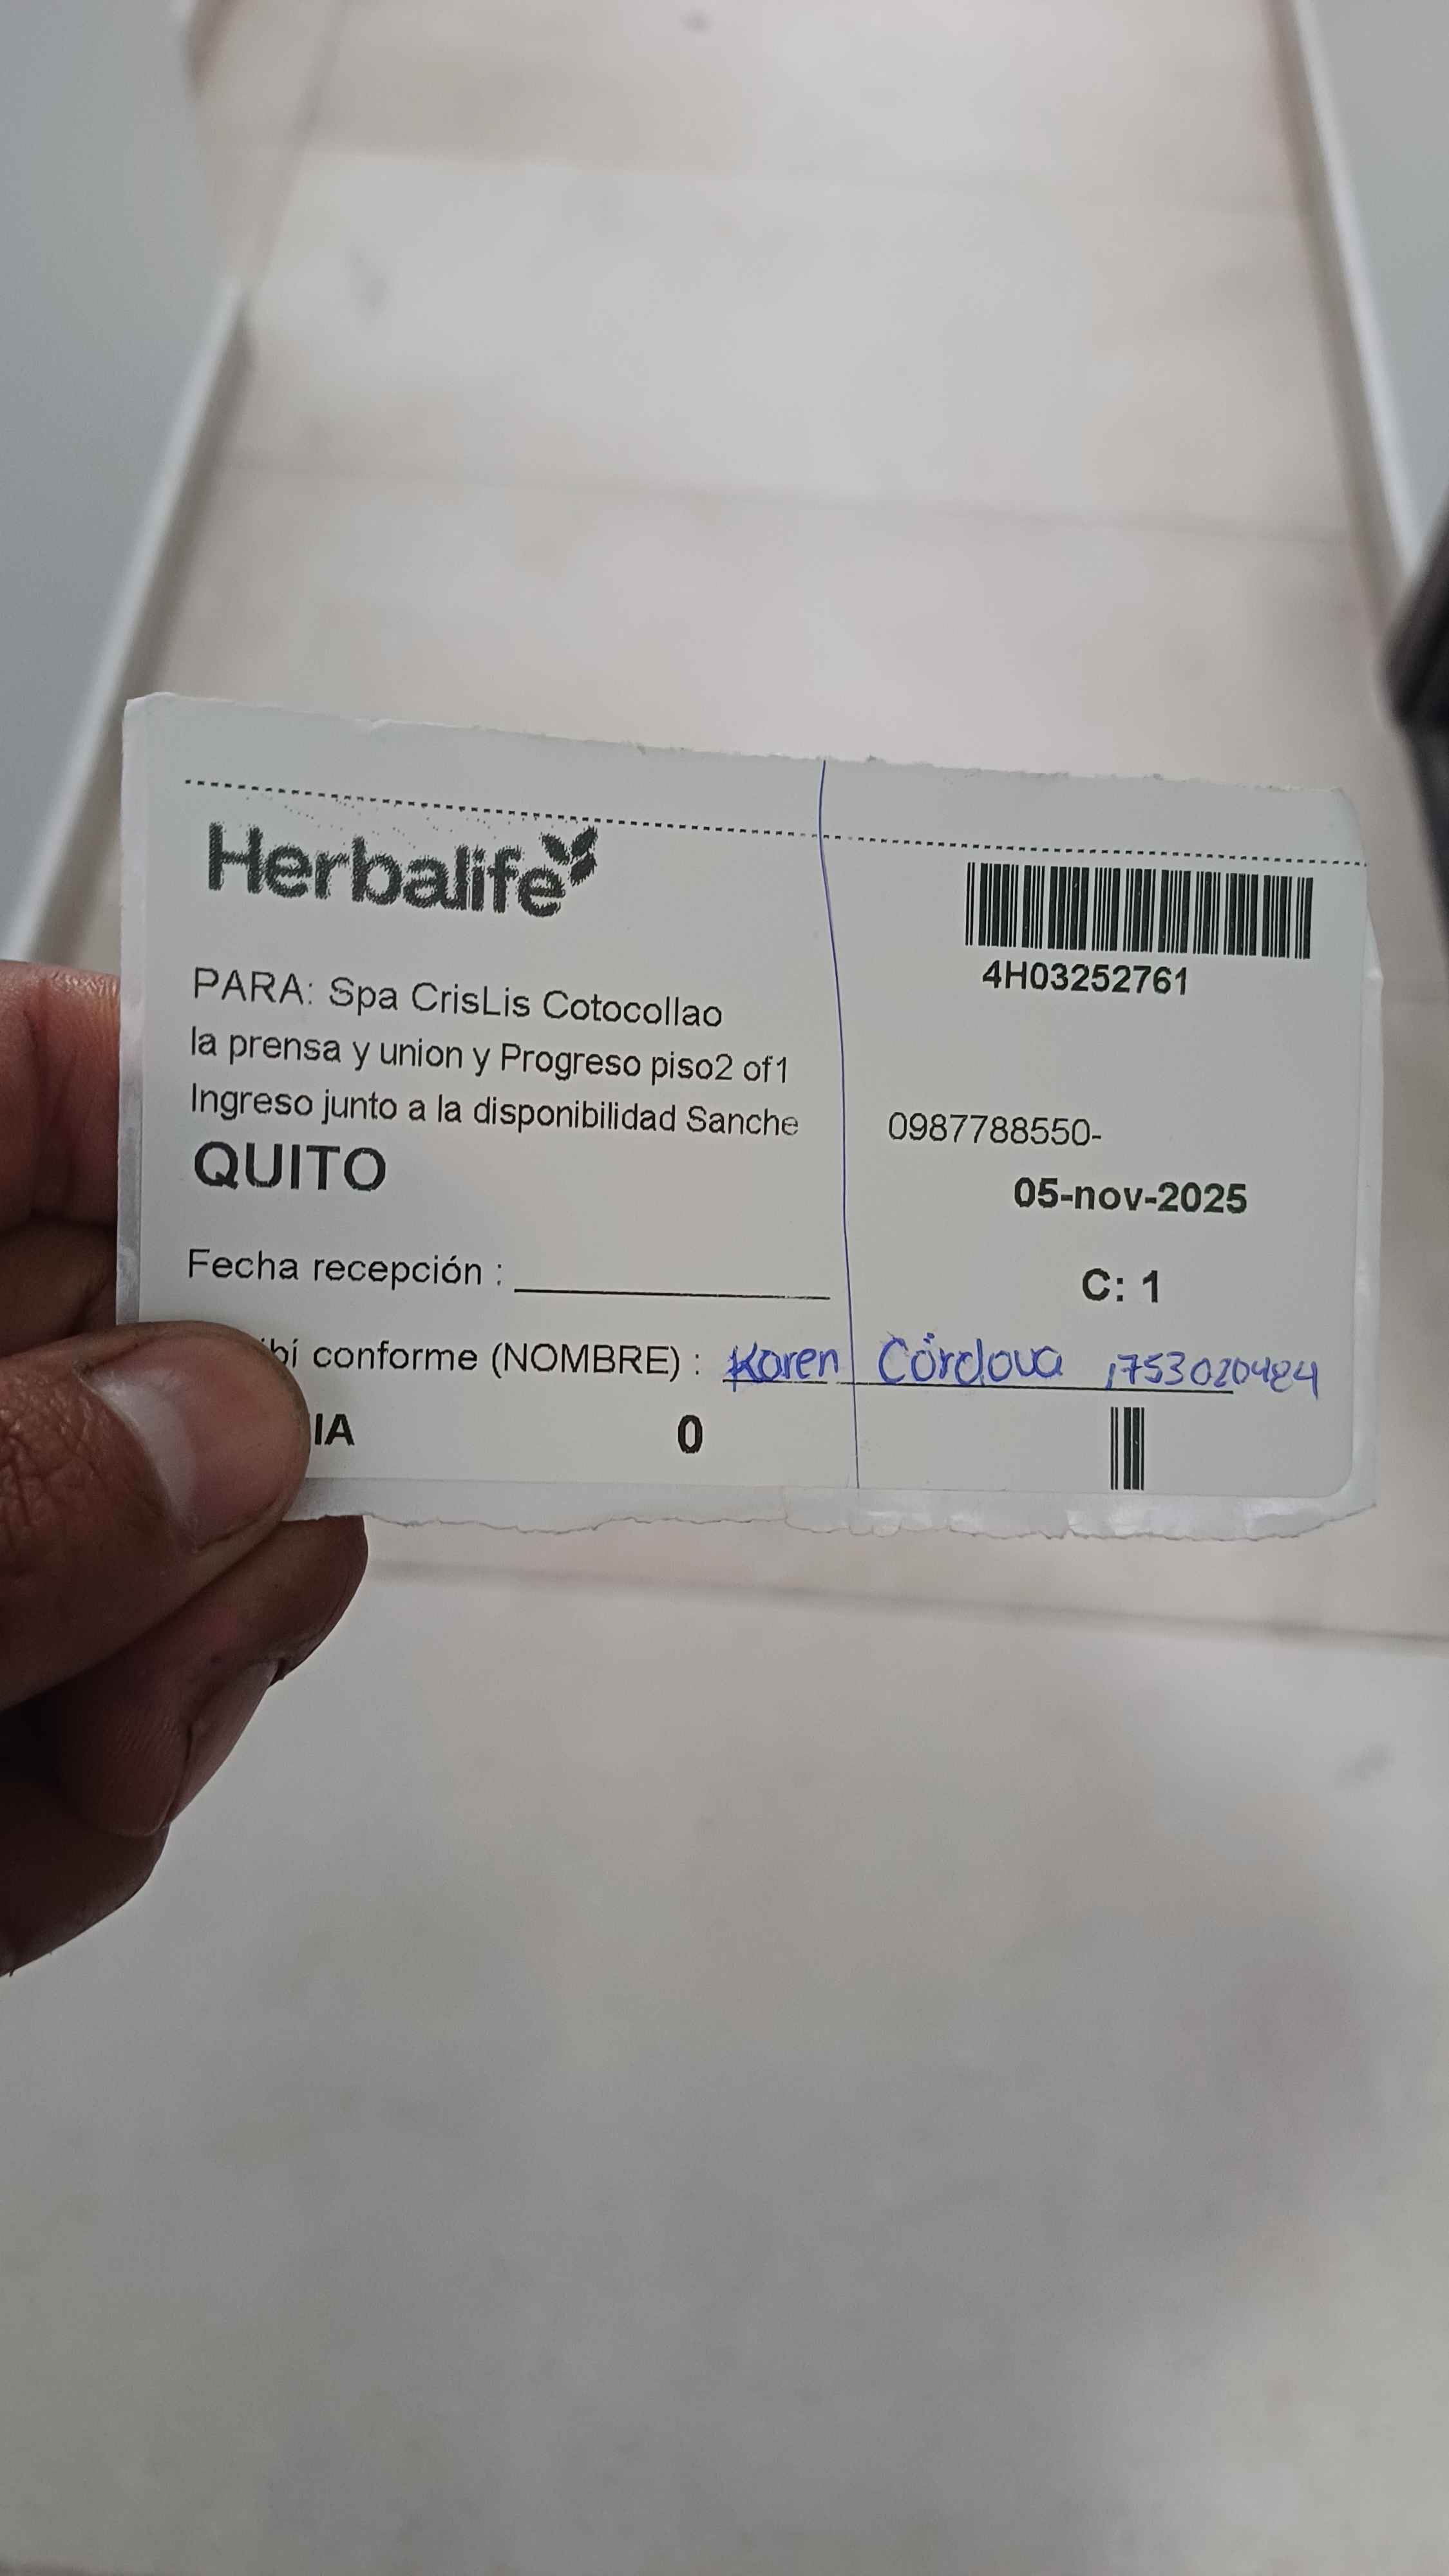 Herbalife
4H03252761
PARA: Spa CrisLis Cotocollao
la prensa y union y Progreso piso2 of1
Ingreso junto a la disponibilidad Sanche 0987788550-
QUITO
05-nov-2025
Fecha recepción :
C: 1
conforme (NOMBRE) : Karen Córdova 1753020484
IA 0